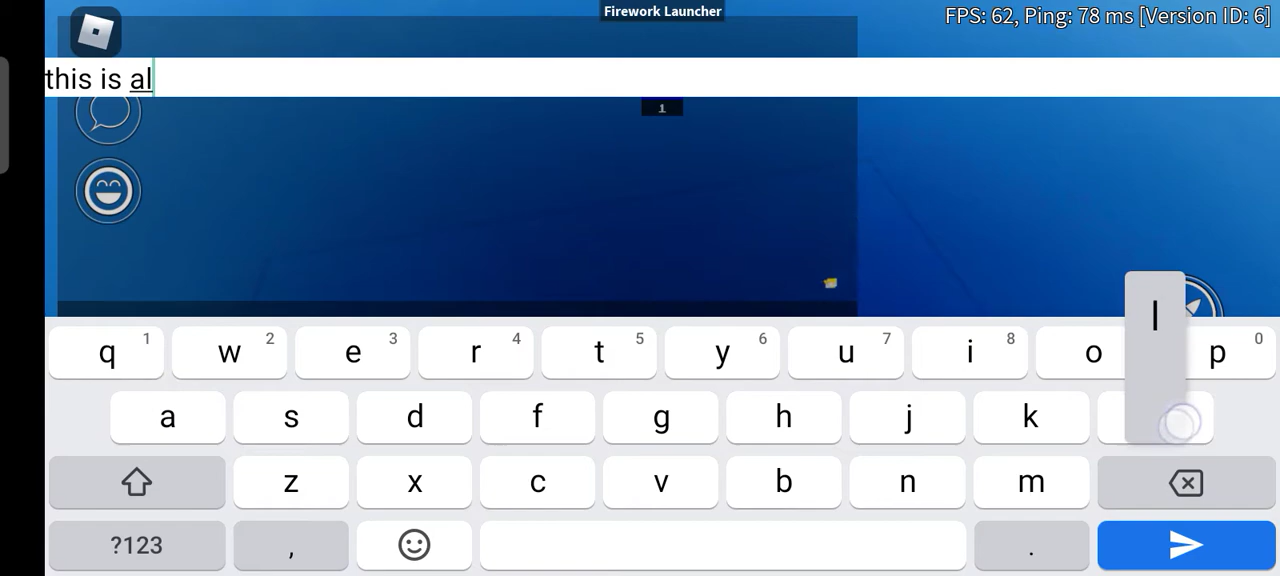 Firework Launcher
FPS: 62, Ping: 78 ms [Version ID: 6]
this is al
1
l
q 1 w 2 e 3 r 4 t 5 y 6 u 7 i 8 o p 0
a s d f g h j k
z x c v b n m
?123 , .